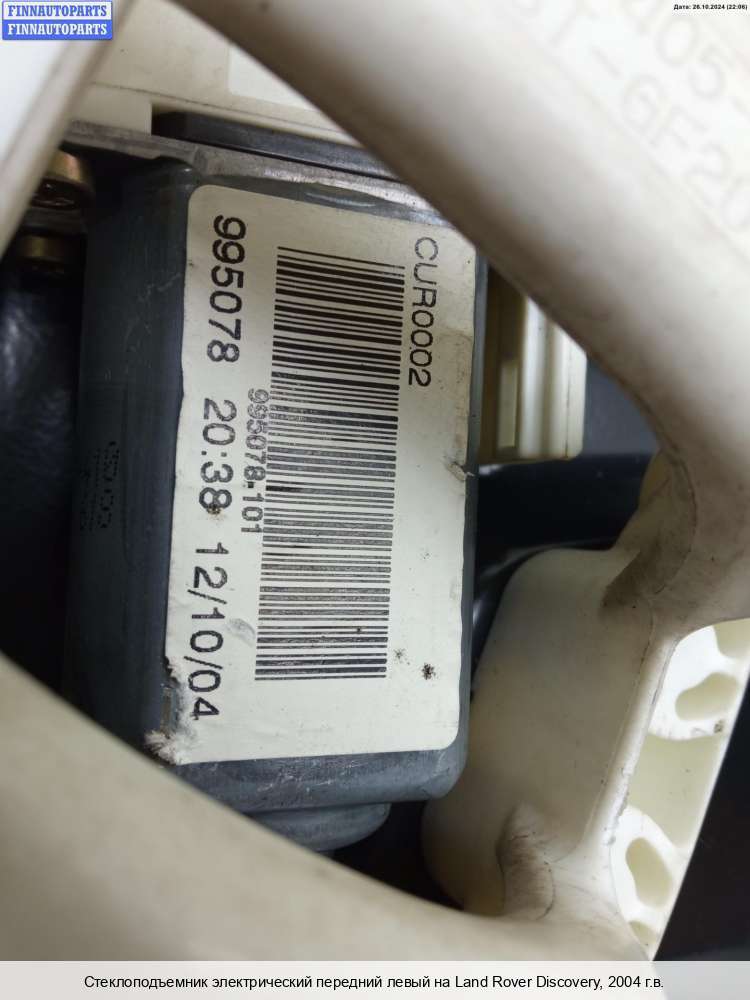 FINNAUTOPARTS
FINNAUTOPARTS
Дата: 26.10.2024 (22:06)
CUR0002
995078-101
995078 20:38 12/10/04
Стеклоподъемник электрический передний левый на Land Rover Discovery, 2004 г.в.